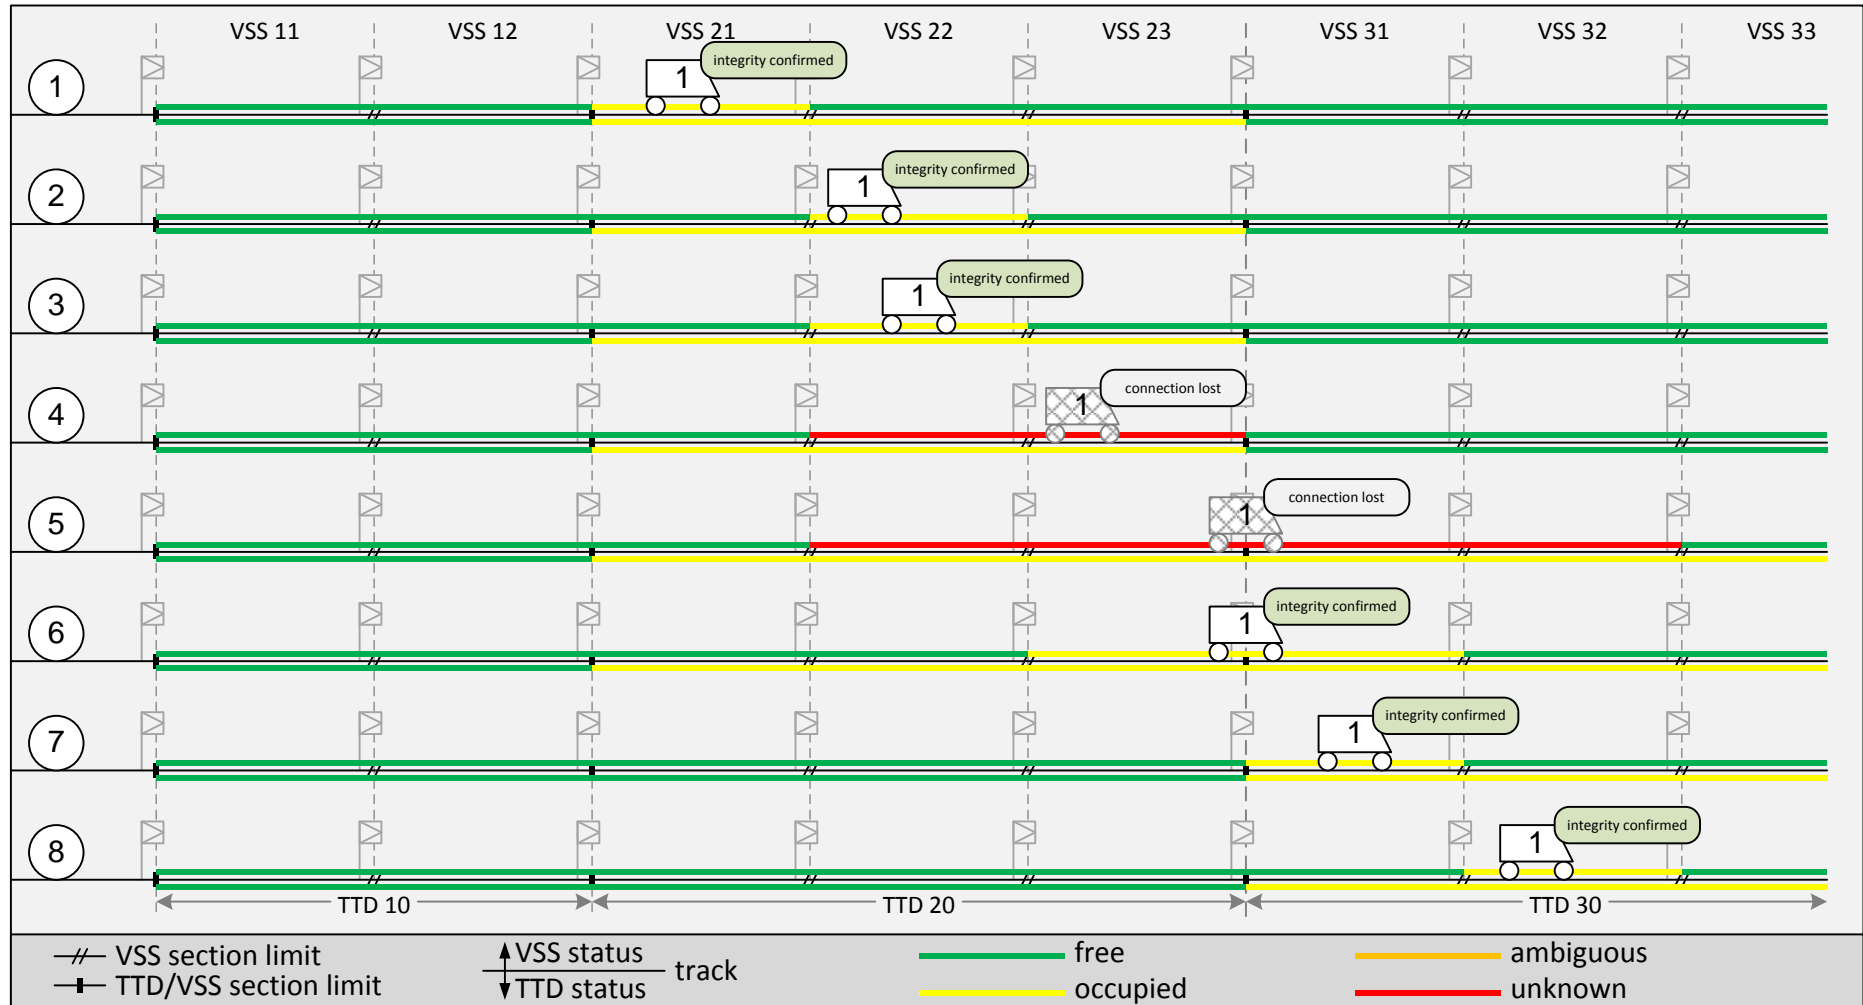 VSS 11 VSS 12 VSS 21 VSS 22 VSS 23 VSS 31 VSS 32 VSS 33
1 1 integrity confirmed
2 1 integrity confirmed
3 1 integrity confirmed
4 1 connection lost
5 1 connection lost
6 1 integrity confirmed
7 1 integrity confirmed
8 1 integrity confirmed
TTD 10 TTD 20 TTD 30
VSS section limit VSS status track free ambiguous
TTD/VSS section limit TTD status occupied unknown